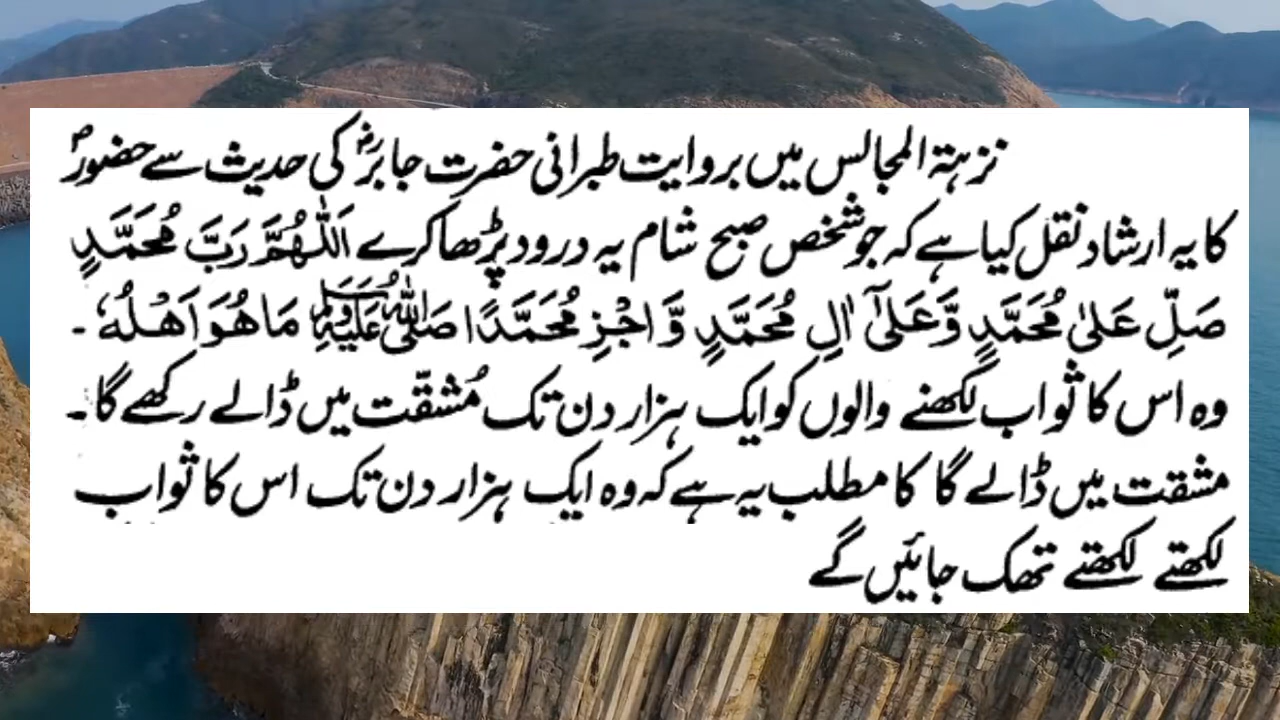 نزہۃ المجالس میں بروایت طبرانی حضرت جابرؓ کی حدیث سے حضورؐ
کا یہ ارشاد نقل کیا ہے کہ جو شخص صبح شام یہ درود پڑھا کرے اَللّٰهُمَّ رَبَّ مُحَمَّدٍ
صَلِّ عَلىٰ مُحَمَّدٍ وَّعَلىٰٓ اٰلِ مُحَمَّدٍ وَّ اجْزِ مُحَمَّدًا صَلَّى اللّٰهُ عَلَيْهِ وَسَلَّمَ مَا هُوَ اَهْلُهٗ ۔
وہ اس کا ثواب لکھنے والوں کو ایک ہزار دن تک مُشقّت میں ڈالے رکھے گا ۔
مشقت میں ڈالے گا کا مطلب یہ ہے کہ وہ ایک ہزار دن تک اس کا ثواب
لکھتے لکھتے تھک جائیں گے